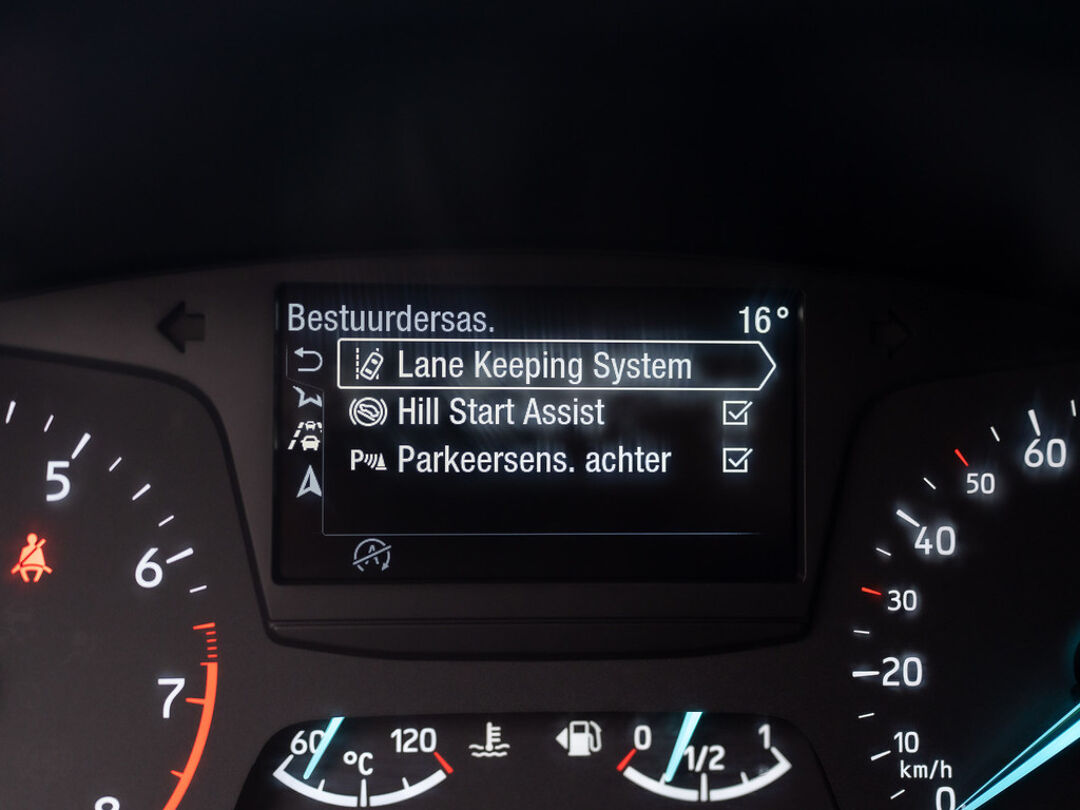 Bestuurdersas. 16°
Lane Keeping System
Hill Start Assist
P Parkeersens. achter
A
5
6
7
8
60 °C 120
0 1/2 1
60
50
40
30
20
10
km/h
0